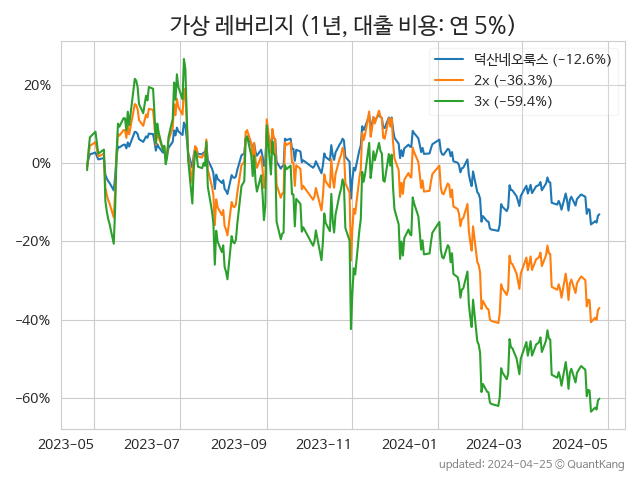 가상 레버리지 (1년, 대출 비용: 연 5%)
덕산네오룩스 (−12.6%)
2x (−36.3%)
3x (−59.4%)
20%
0%
−20%
−40%
−60%
2023-05 2023-07 2023-09 2023-11 2024-01 2024-03 2024-05
updated: 2024-04-25 © QuantKang